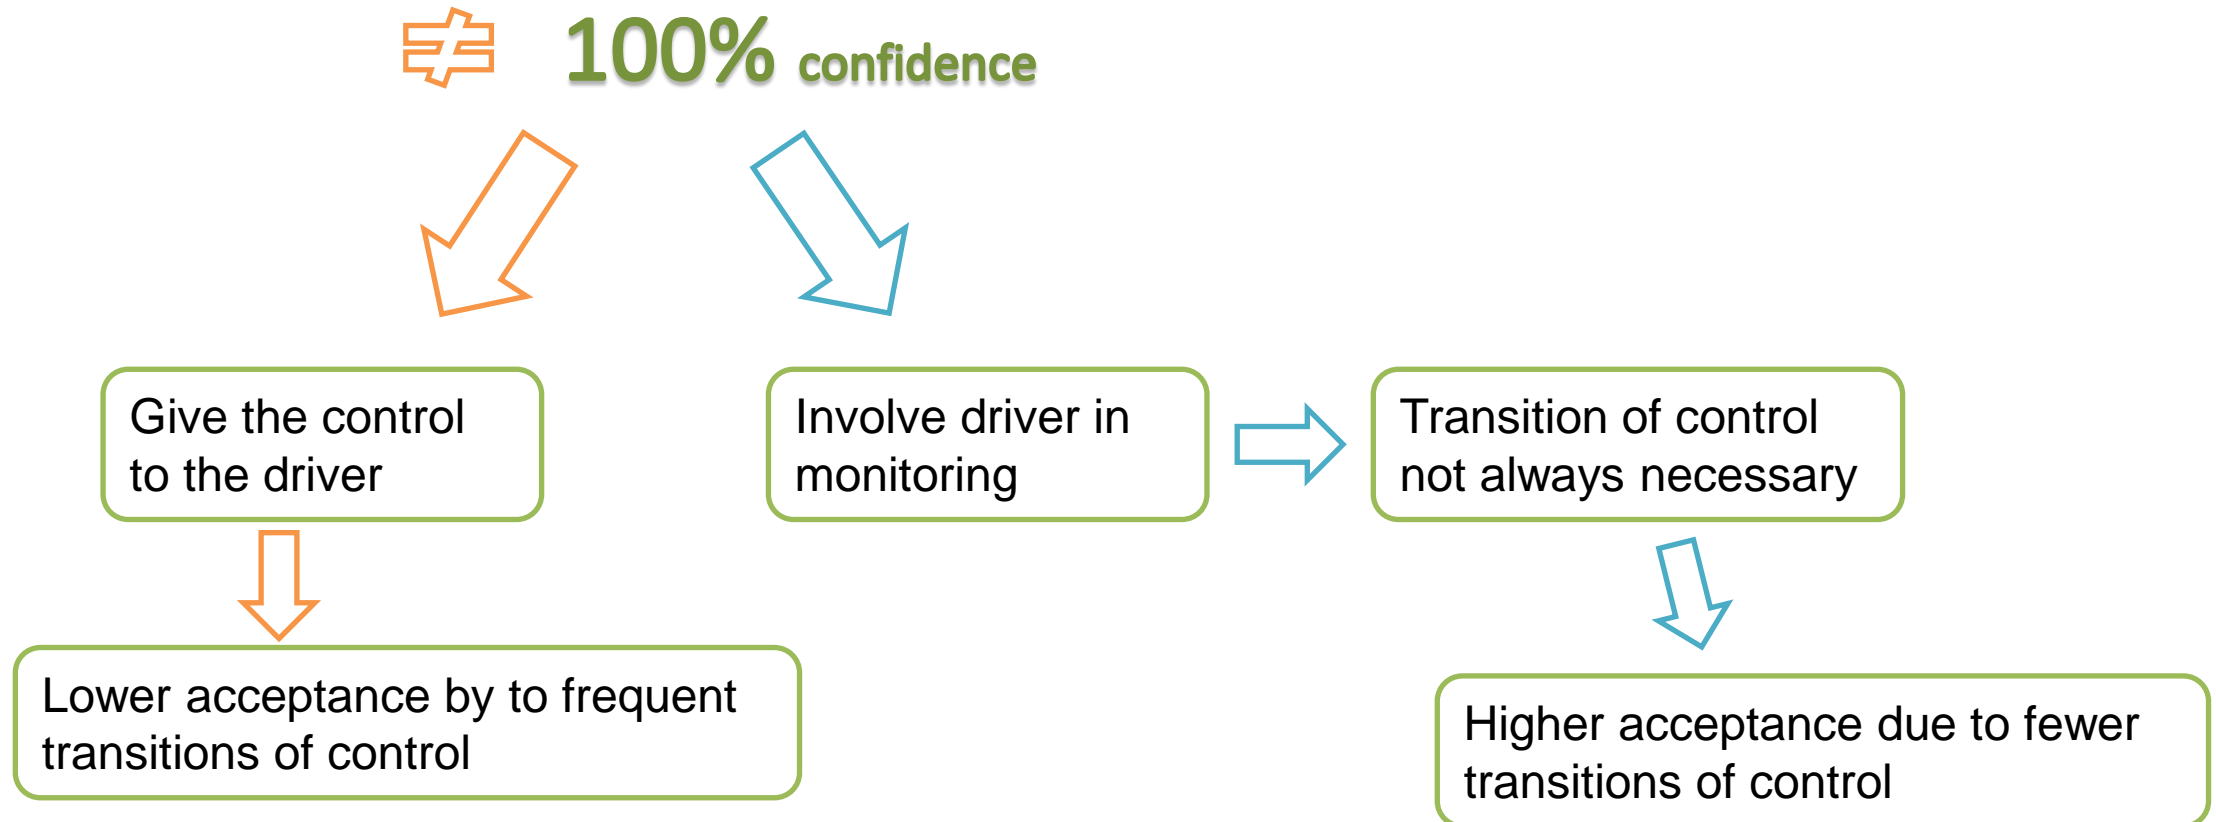 ≠ 100% confidence
Give the control
to the driver
Involve driver in
monitoring
Transition of control
not always necessary
Lower acceptance by to frequent
transitions of control
Higher acceptance due to fewer
transitions of control